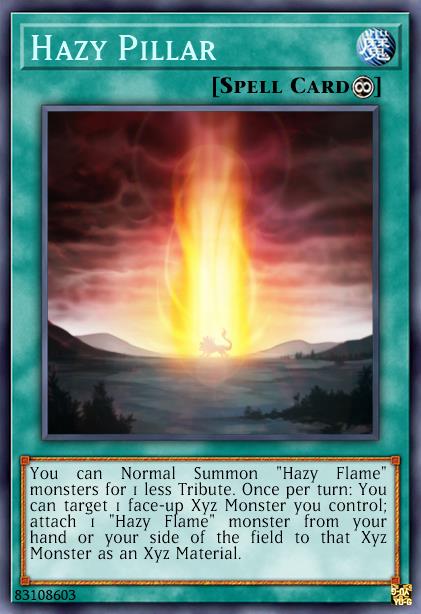 Hazy Pillar
[Spell Card]
You can Normal Summon "Hazy Flame"
monsters for 1 less Tribute. Once per turn: You
can target 1 face-up Xyz Monster you control;
attach 1 "Hazy Flame" monster from your
hand or your side of the field to that Xyz
Monster as an Xyz Material.
83108603